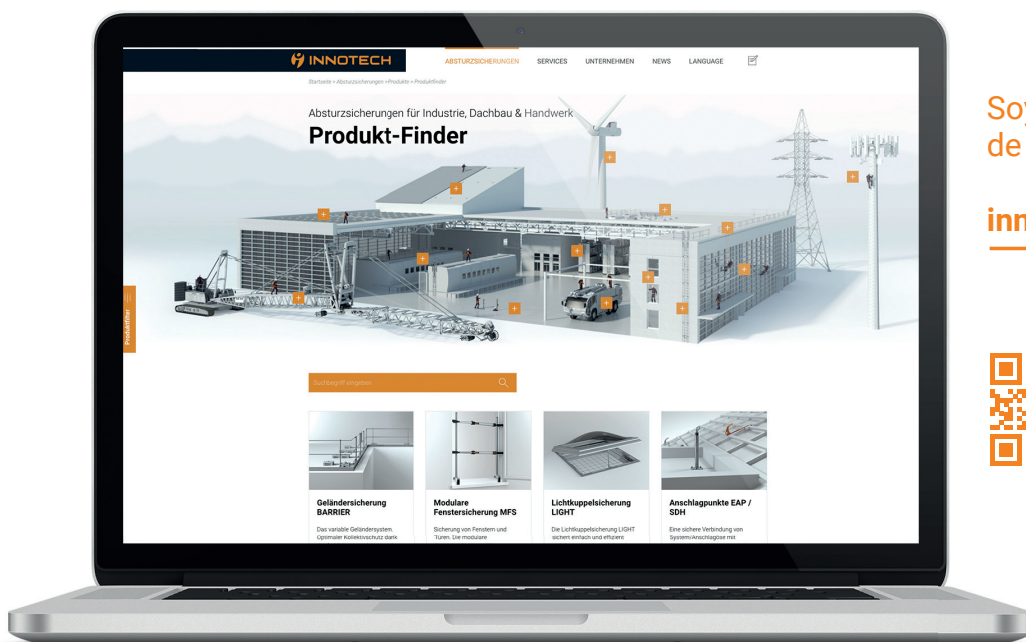 INNOTECH
ABSTURZSICHERUNGEN SERVICES UNTERNEHMEN NEWS LANGUAGE
Startseite > Absturzsicherungen >Produkte > Produktfinder
Absturzsicherungen für Industrie, Dachbau & Handwerk
Produkt-Finder
Produktfilter
Suchbegriff eingeben
Geländersicherung
BARRIER
Das variable Geländersystem.
Optimaler Kollektivschutz dank
Modulare
Fenstersicherung MFS
Sicherung von Fenstern und
Türen. Die modulare
Lichtkuppelsicherung
LIGHT
Die Lichtkuppelsicherung LIGHT
sichert einfach und effizient
Anschlagpunkte EAP /
SDH
Eine sichere Verbindung von
System/Anschlagöse mit
de